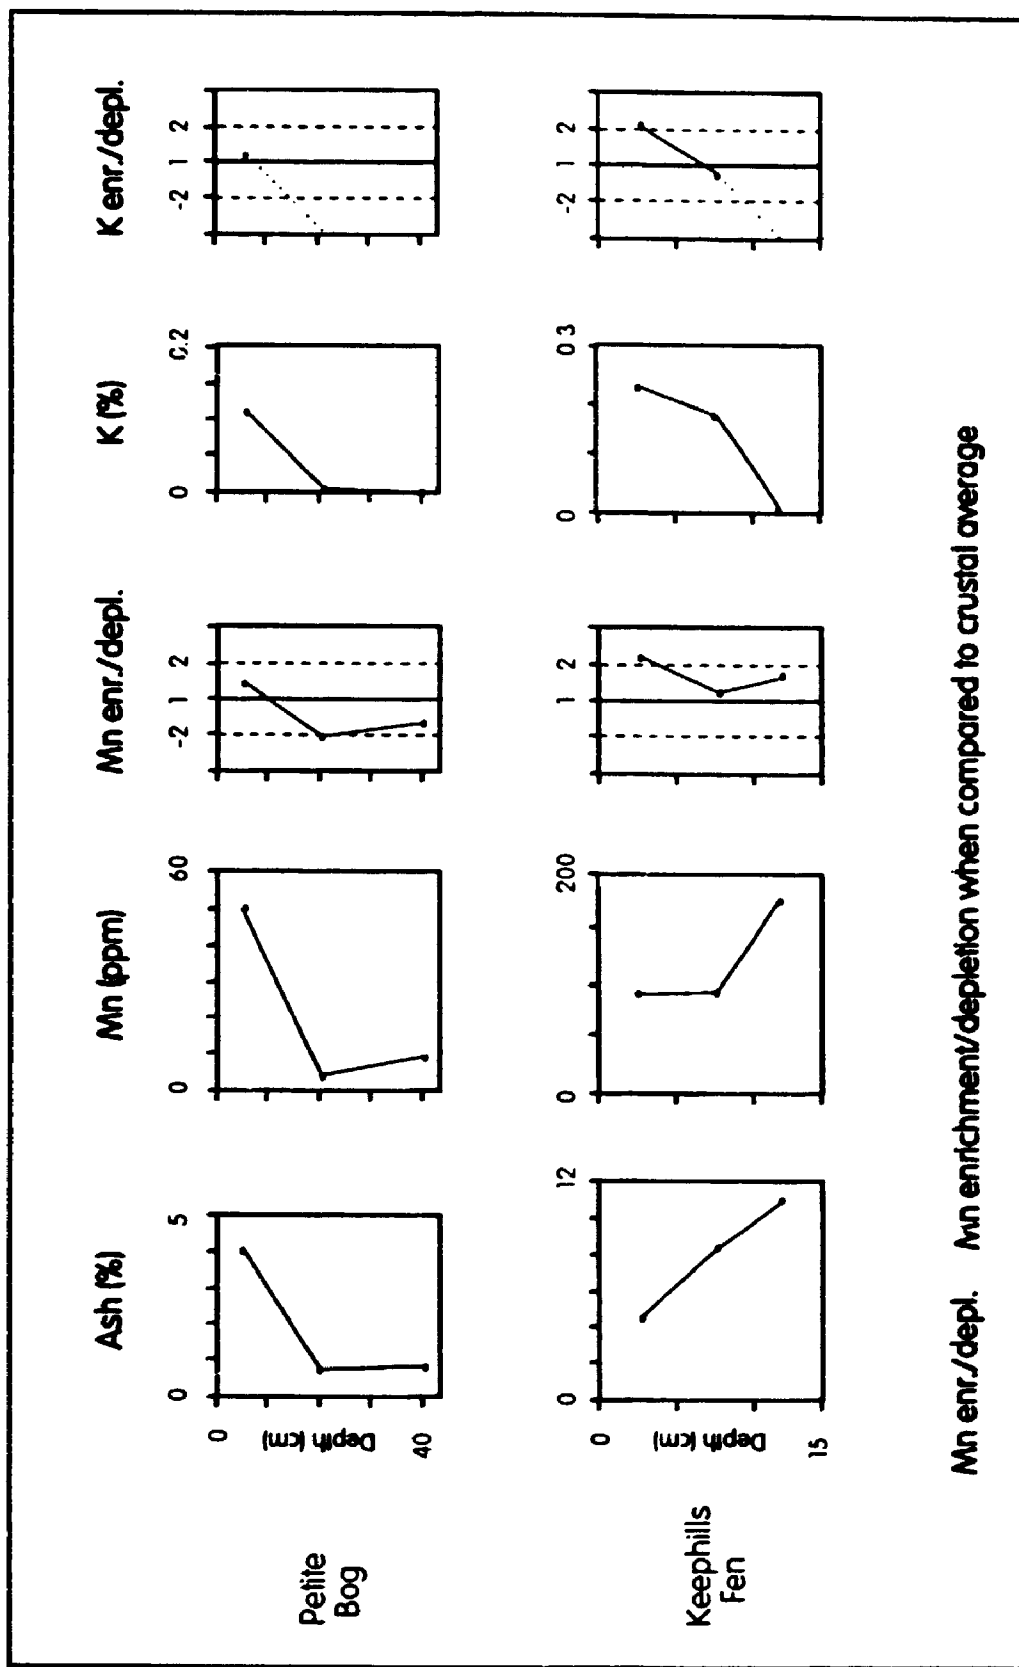 Ash (%) Mn (ppm) Mn enr./depl. K (%) K enr./depl.
0 5 0 60 -2 1 2 0 0.2 -2 1 2
Petite
Bog
0
Depth (cm)
40
0 12 0 200 1 2 0 03 -2 1 2
Keephills
Fen
0
Depth (cm)
15
Mn enr./depl. Mn enrichment/depletion when compared to crustal average